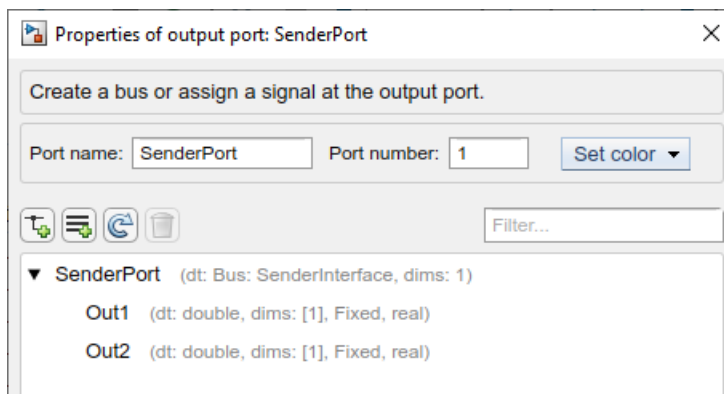 Properties of output port: SenderPort
Create a bus or assign a signal at the output port.
Port name: SenderPort Port number: 1 Set color
Filter...
SenderPort (dt: Bus: SenderInterface, dims: 1)
Out1 (dt: double, dims: [1], Fixed, real)
Out2 (dt: double, dims: [1], Fixed, real)